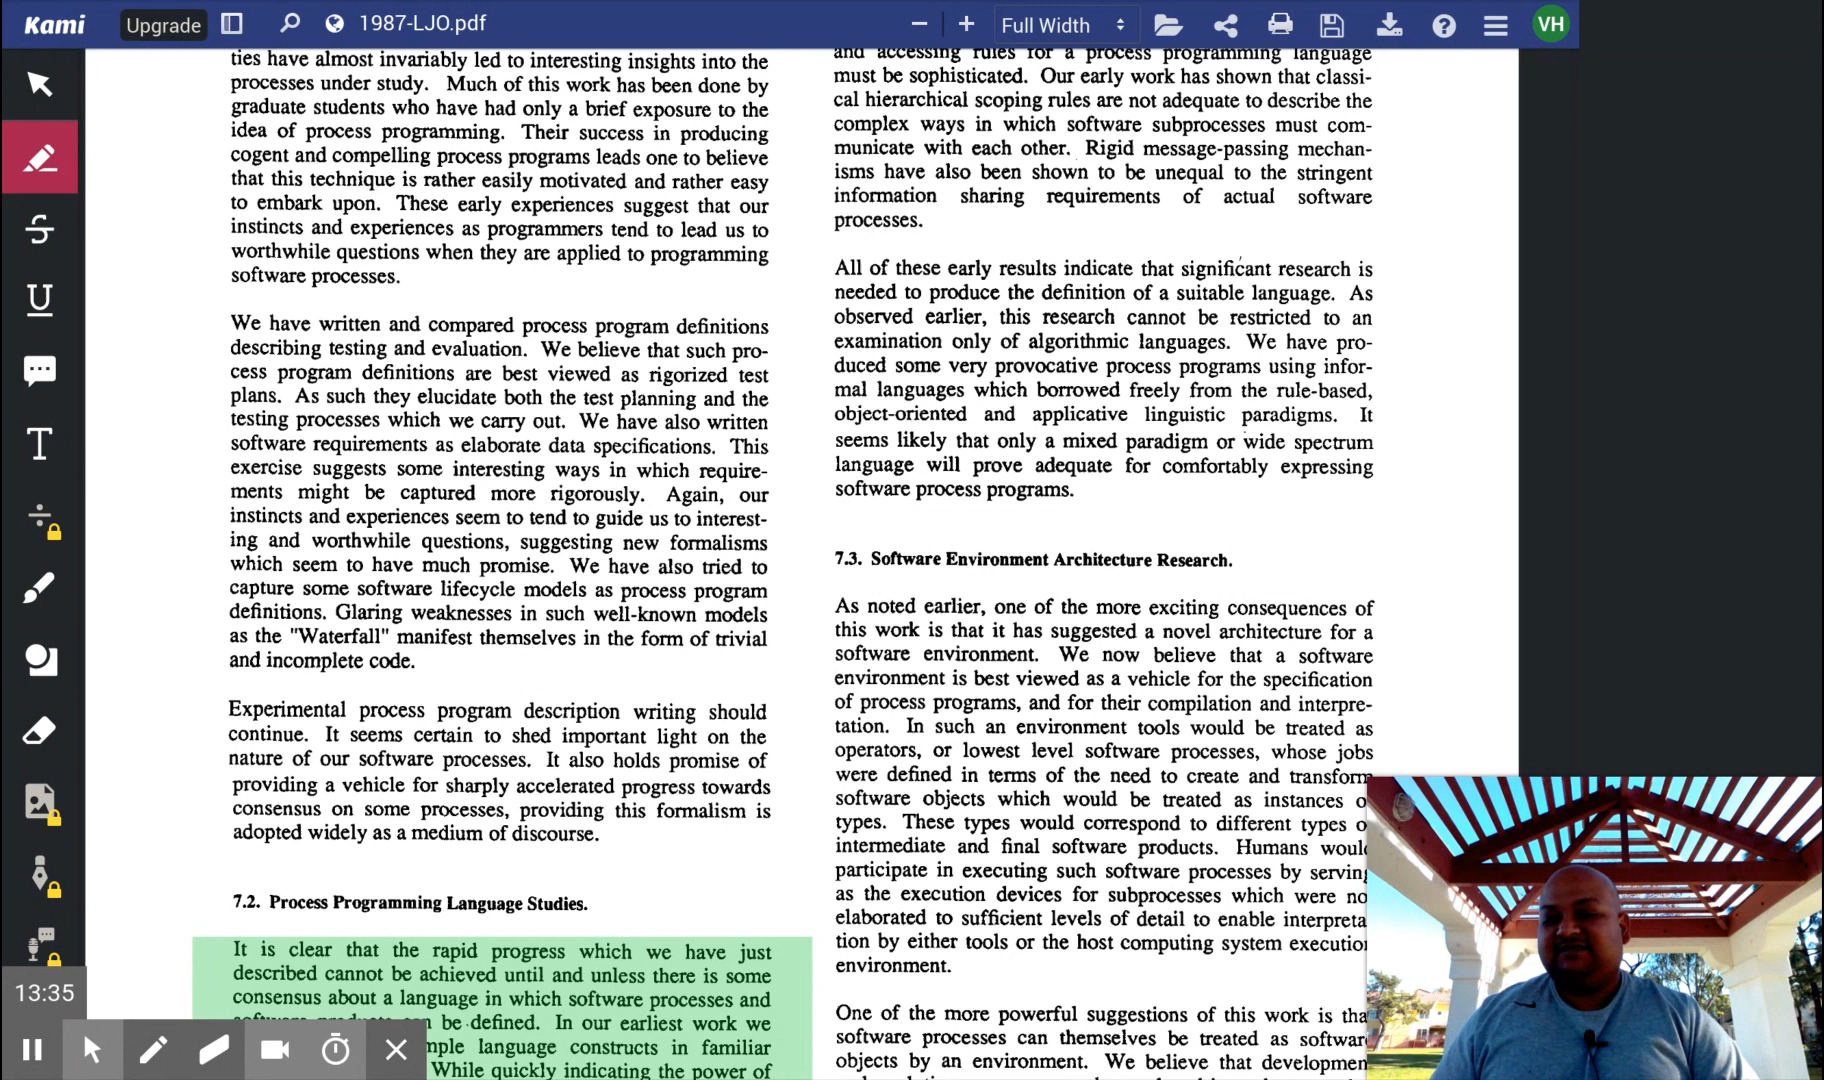 Kami
Upgrade
1987-LJO.pdf
Full Width
VH
ties have almost invariably led to interesting insights into the
processes under study. Much of this work has been done by
graduate students who have had only a brief exposure to the
idea of process programming. Their success in producing
cogent and compelling process programs leads one to believe
that this technique is rather easily motivated and rather easy
to embark upon. These early experiences suggest that our
instincts and experiences as programmers tend to lead us to
worthwhile questions when they are applied to programming
software processes.
We have written and compared process program definitions
describing testing and evaluation. We believe that such pro-
cess program definitions are best viewed as rigorized test
plans. As such they elucidate both the test planning and the
testing processes which we carry out. We have also written
software requirements as elaborate data specifications. This
exercise suggests some interesting ways in which require-
ments might be captured more rigorously. Again, our
instincts and experiences seem to tend to guide us to interest-
ing and worthwhile questions, suggesting new formalisms
which seem to have much promise. We have also tried to
capture some software lifecycle models as process program
definitions. Glaring weaknesses in such well-known models
as the "Waterfall" manifest themselves in the form of trivial
and incomplete code.
Experimental process program description writing should
continue. It seems certain to shed important light on the
nature of our software processes. It also holds promise of
providing a vehicle for sharply accelerated progress towards
consensus on some processes, providing this formalism is
adopted widely as a medium of discourse.
7.2. Process Programming Language Studies.
It is clear that the rapid progress which we have just
described cannot be achieved until and unless there is some
consensus about a language in which software processes and
be defined. In our earliest work we
mple language constructs in familiar
While quickly indicating the power of
and accessing rules for a process programming language
must be sophisticated. Our early work has shown that classi-
cal hierarchical scoping rules are not adequate to describe the
complex ways in which software subprocesses must com-
municate with each other. Rigid message-passing mechan-
isms have also been shown to be unequal to the stringent
information sharing requirements of actual software
processes.
All of these early results indicate that significant research is
needed to produce the definition of a suitable language. As
observed earlier, this research cannot be restricted to an
examination only of algorithmic languages. We have pro-
duced some very provocative process programs using infor-
mal languages which borrowed freely from the rule-based,
object-oriented and applicative linguistic paradigms. It
seems likely that only a mixed paradigm or wide spectrum
language will prove adequate for comfortably expressing
software process programs.
7.3. Software Environment Architecture Research.
As noted earlier, one of the more exciting consequences of
this work is that it has suggested a novel architecture for a
software environment. We now believe that a software
environment is best viewed as a vehicle for the specification
of process programs, and for their compilation and interpre-
tation. In such an environment tools would be treated as
operators, or lowest level software processes, whose jobs
were defined in terms of the need to create and transform
software objects which would be treated as instances o
types. These types would correspond to different types o
intermediate and final software products. Humans would
participate in executing such software processes by serving
as the execution devices for subprocesses which were no
elaborated to sufficient levels of detail to enable interpreta
tion by either tools or the host computing system execution
environment.
One of the more powerful suggestions of this work is tha
software processes can themselves be treated as softwar
objects by an environment. We believe that developmen
13:35